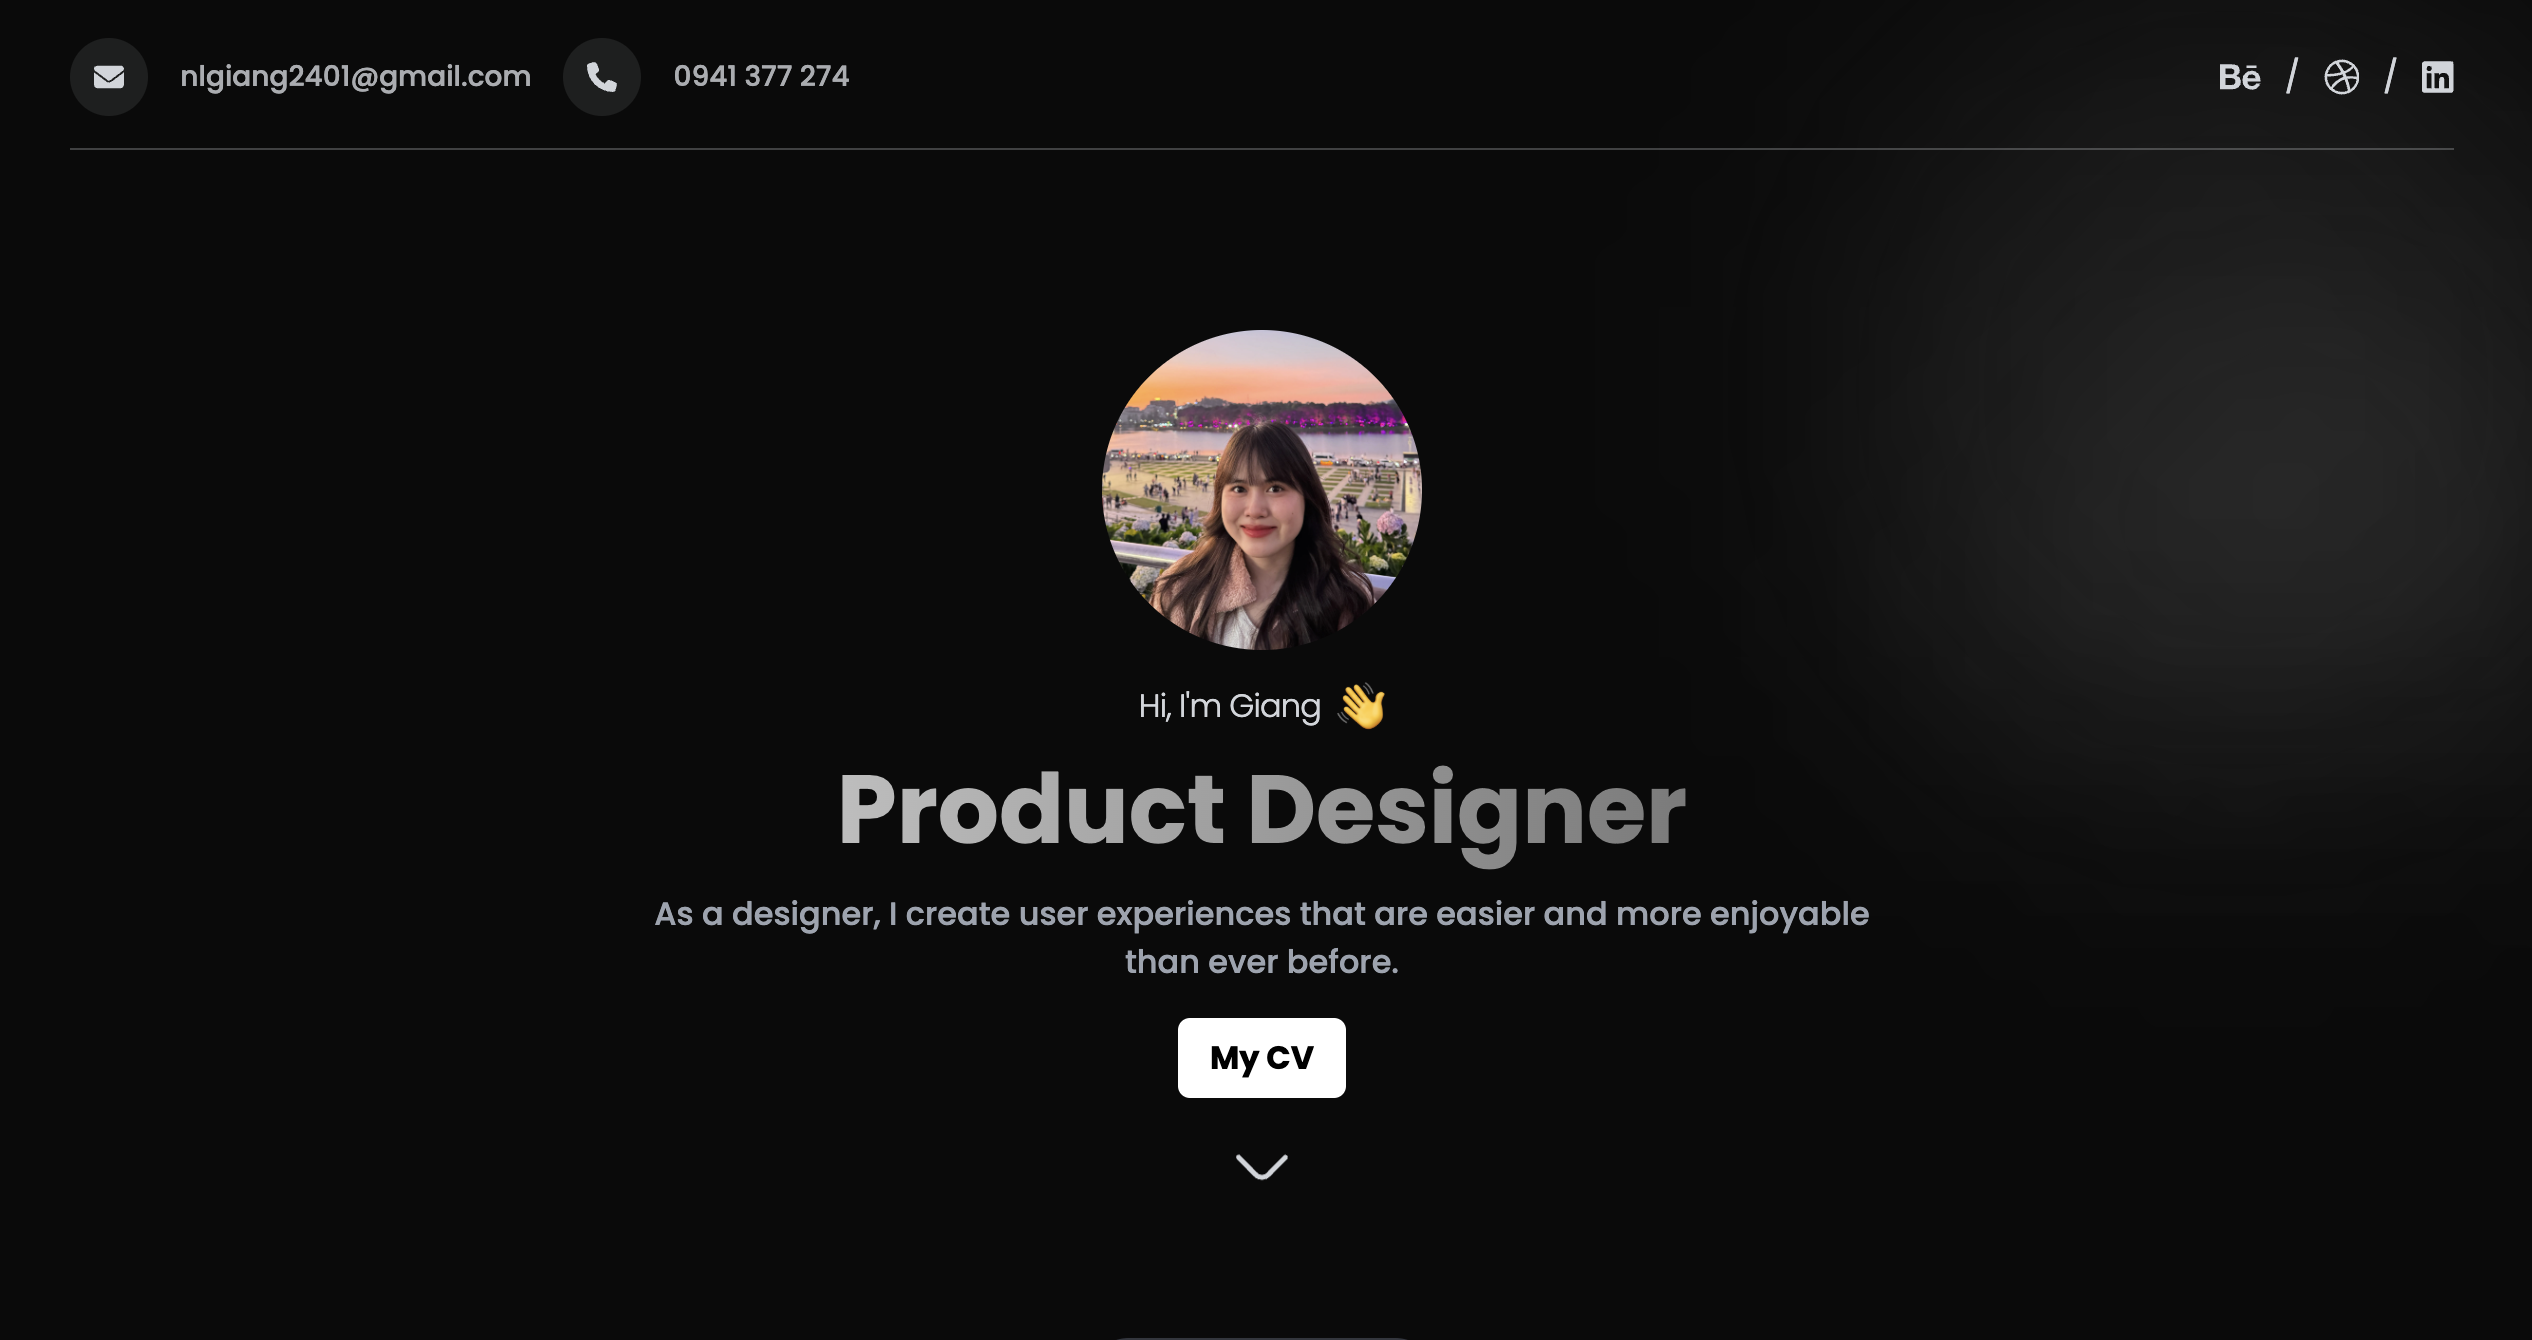 nlgiang2401@gmail.com 0941 377 274 Bē / / in
Hi, I'm Giang 👋
Product Designer
As a designer, I create user experiences that are easier and more enjoyable
than ever before.
My CV